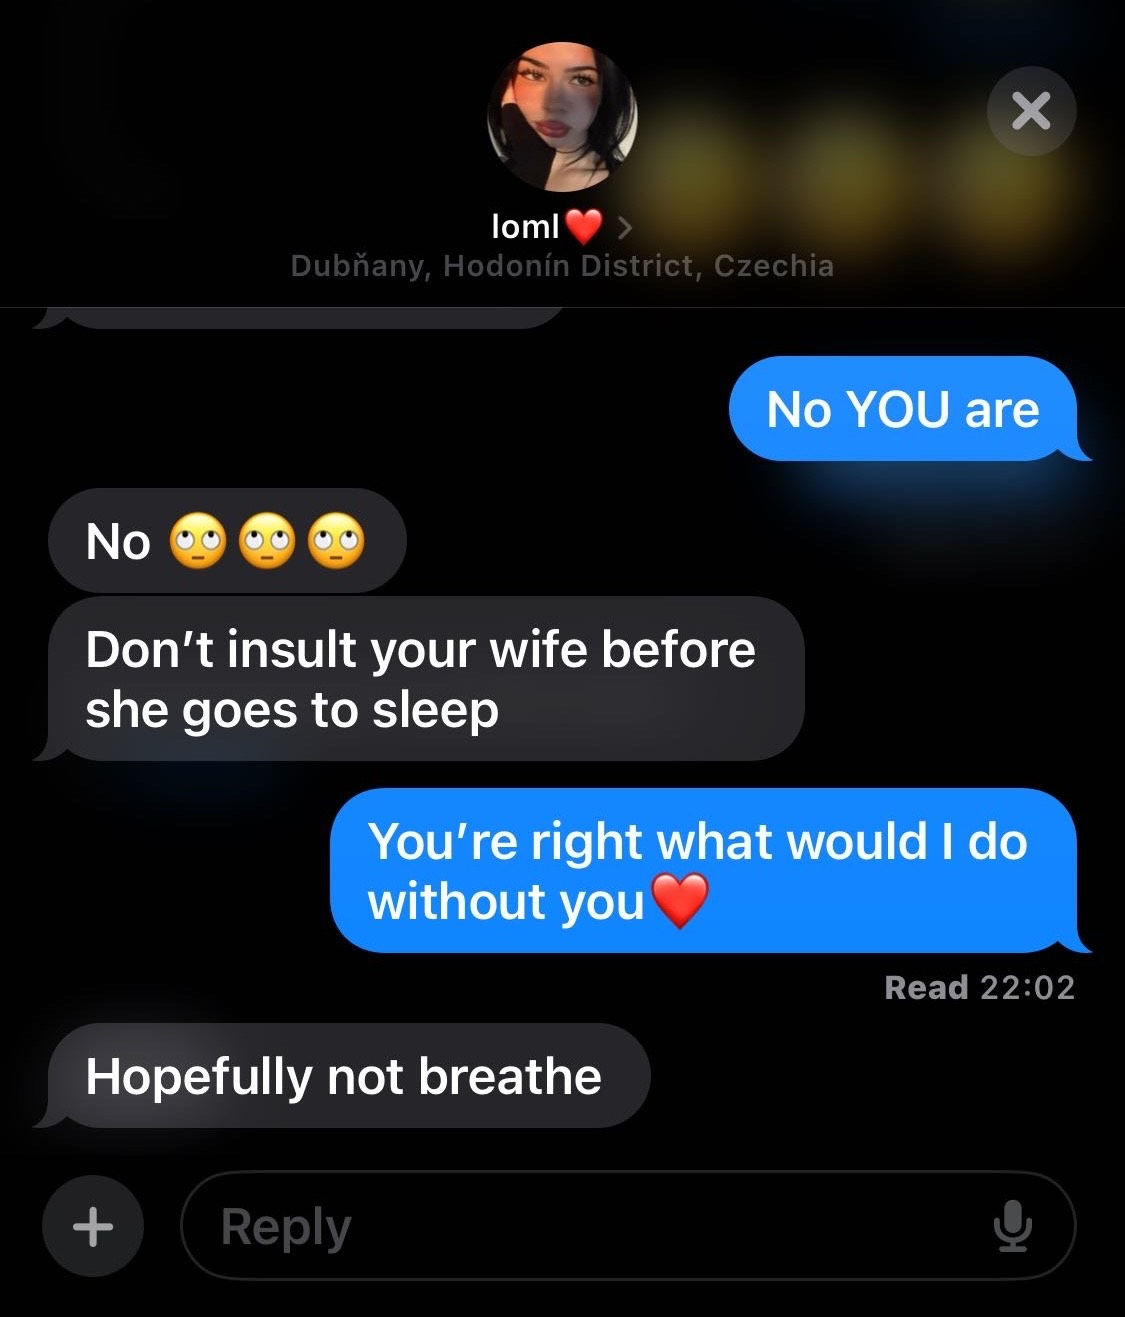 loml❤️
Dubňany, Hodonín District, Czechia
No YOU are
No 🙄🙄🙄
Don't insult your wife before
she goes to sleep
You're right what would I do
without you❤️
Read 22:02
Hopefully not breathe
Reply